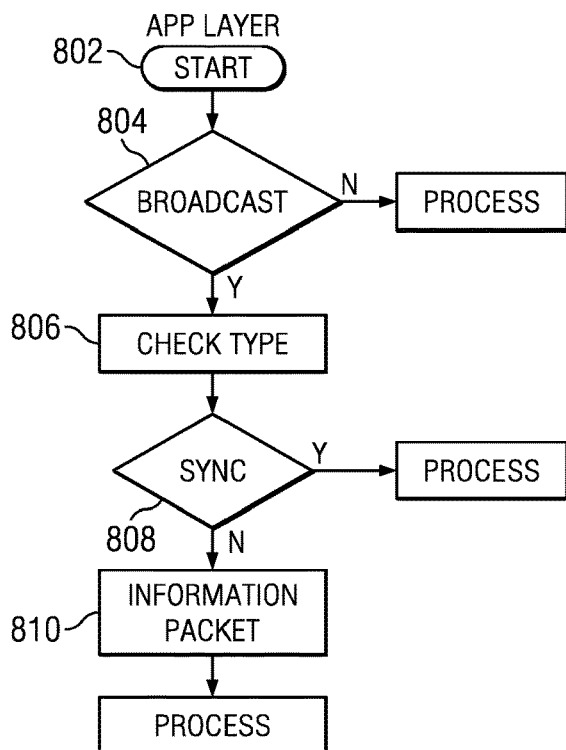 APP LAYER
802
START
804
BROADCAST
N
PROCESS
Y
806
CHECK TYPE
SYNC
Y
PROCESS
808
N
810
INFORMATION
PACKET
PROCESS